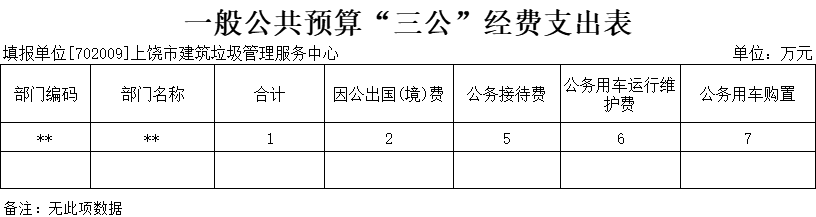 一般公共预算“三公”经费支出表
填报单位[702009]上饶市建筑垃圾管理服务中心 单位：万元
部门编码 部门名称 合计 因公出国(境)费 公务接待费 公务用车运行维护费 公务用车购置
** ** 1 2 5 6 7
备注：无此项数据